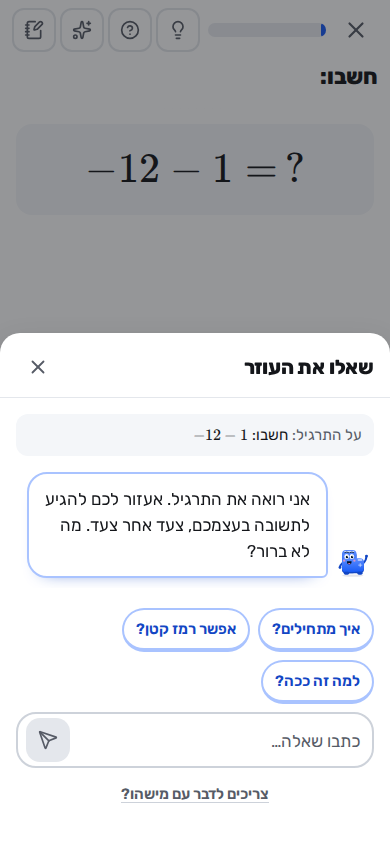 חשבו:
−12 − 1 = ?
שאלו את העוזר
על התרגיל: חשבו: −12 − 1
אני רואה את התרגיל. אעזור לכם להגיע
לתשובה בעצמכם, צעד אחר צעד. מה
לא ברור?
איך מתחילים?
אפשר רמז קטן?
למה זה ככה?
כתבו שאלה...
צריכים לדבר עם מישהו?